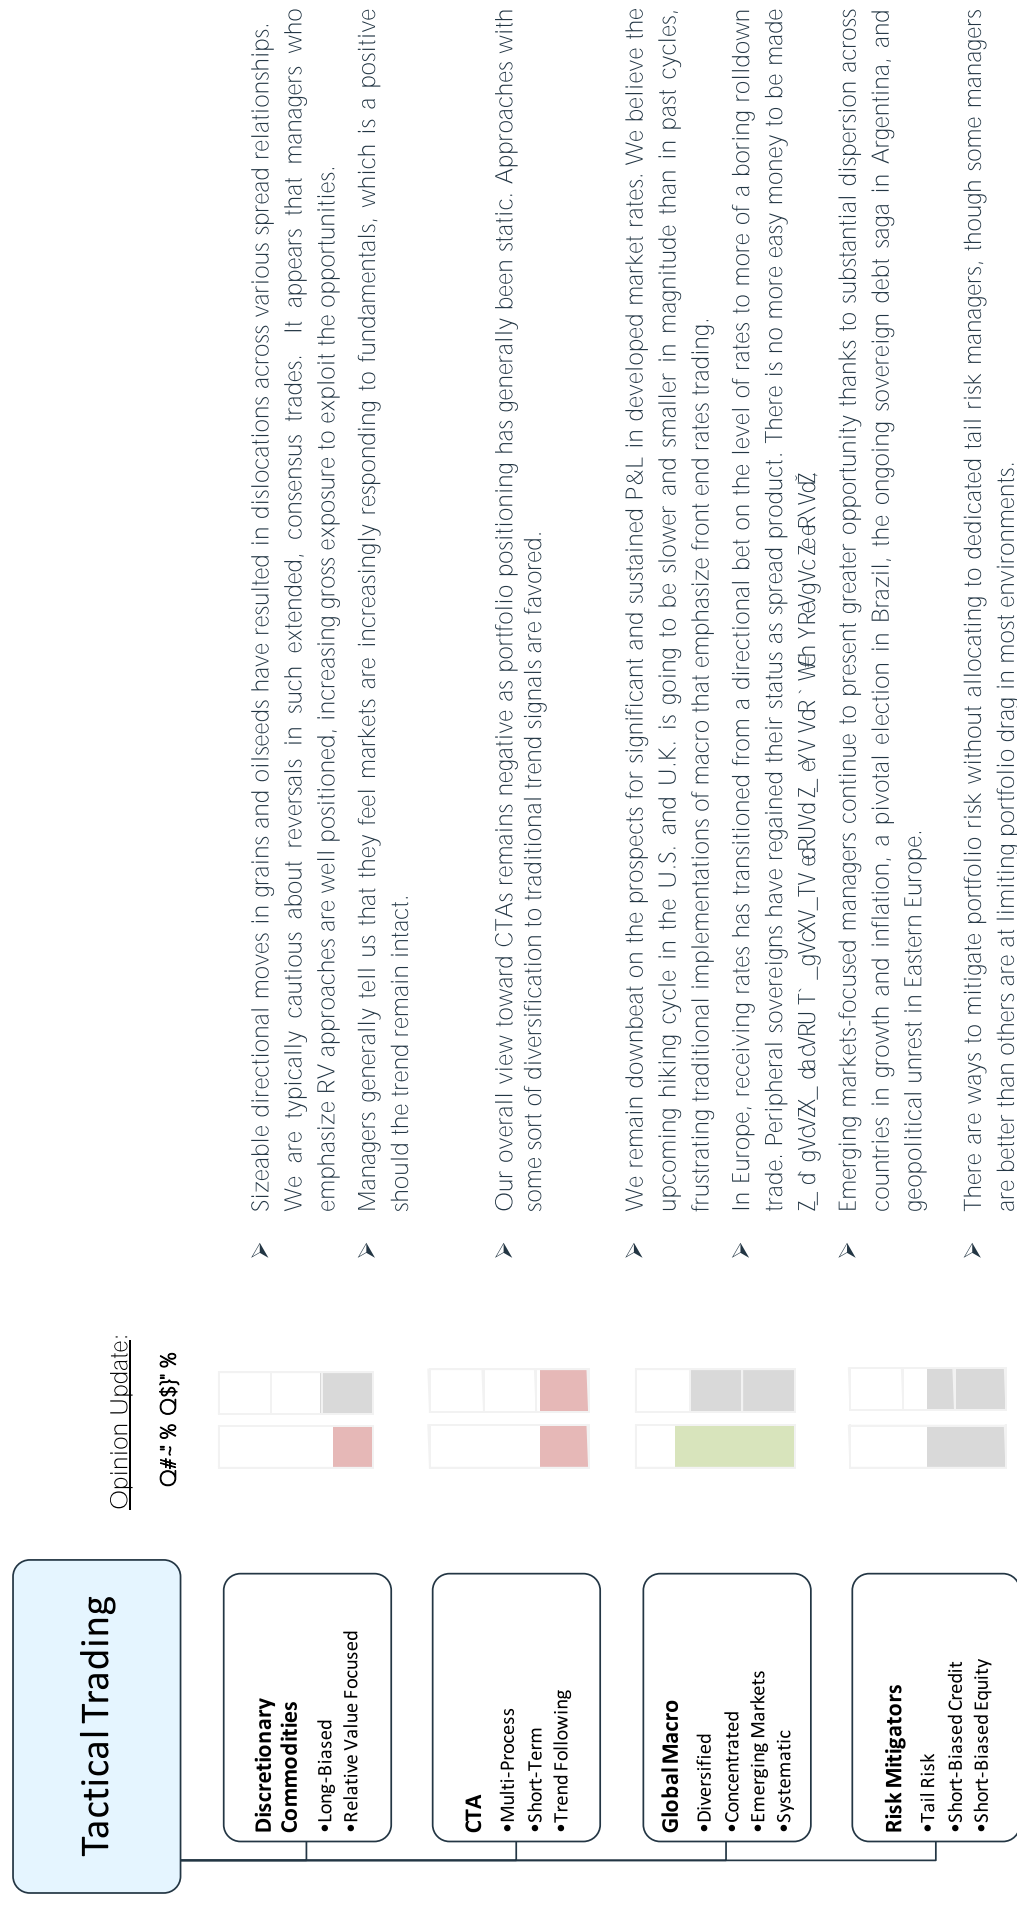 Tactical Trading
Opinion Update:
Discretionary
Commodities
•Long-Biased
•Relative Value Focused
Sizeable directional moves in grains and oilseeds have resulted in dislocations across various spread relationships.
We are typically cautious about reversals in such extended, consensus trades. It appears that managers who
emphasize RV approaches are well positioned, increasing gross exposure to exploit the opportunities.
Managers generally tell us that they feel markets are increasingly responding to fundamentals, which is a positive
should the trend remain intact.
CTA
•Multi-Process
•Short-Term
•Trend Following
Our overall view toward CTAs remains negative as portfolio positioning has generally been static. Approaches with
some sort of diversification to traditional trend signals are favored.
Global Macro
•Diversified
•Concentrated
•Emerging Markets
•Systematic
We remain downbeat on the prospects for significant and sustained P&L in developed market rates. We believe the
upcoming hiking cycle in the U.S. and U.K. is going to be slower and smaller in magnitude than in past cycles,
frustrating traditional implementations of macro that emphasize front end rates trading.
In Europe, receiving rates has transitioned from a directional bet on the level of rates to more of a boring rolldown
trade. Peripheral sovereigns have regained their status as spread product. There is no more easy money to be made
Emerging markets-focused managers continue to present greater opportunity thanks to substantial dispersion across
countries in growth and inflation, a pivotal election in Brazil, the ongoing sovereign debt saga in Argentina, and
geopolitical unrest in Eastern Europe.
Risk Mitigators
•Tail Risk
•Short-Biased Credit
•Short-Biased Equity
There are ways to mitigate portfolio risk without allocating to dedicated tail risk managers, though some managers
are better than others are at limiting portfolio drag in most environments.